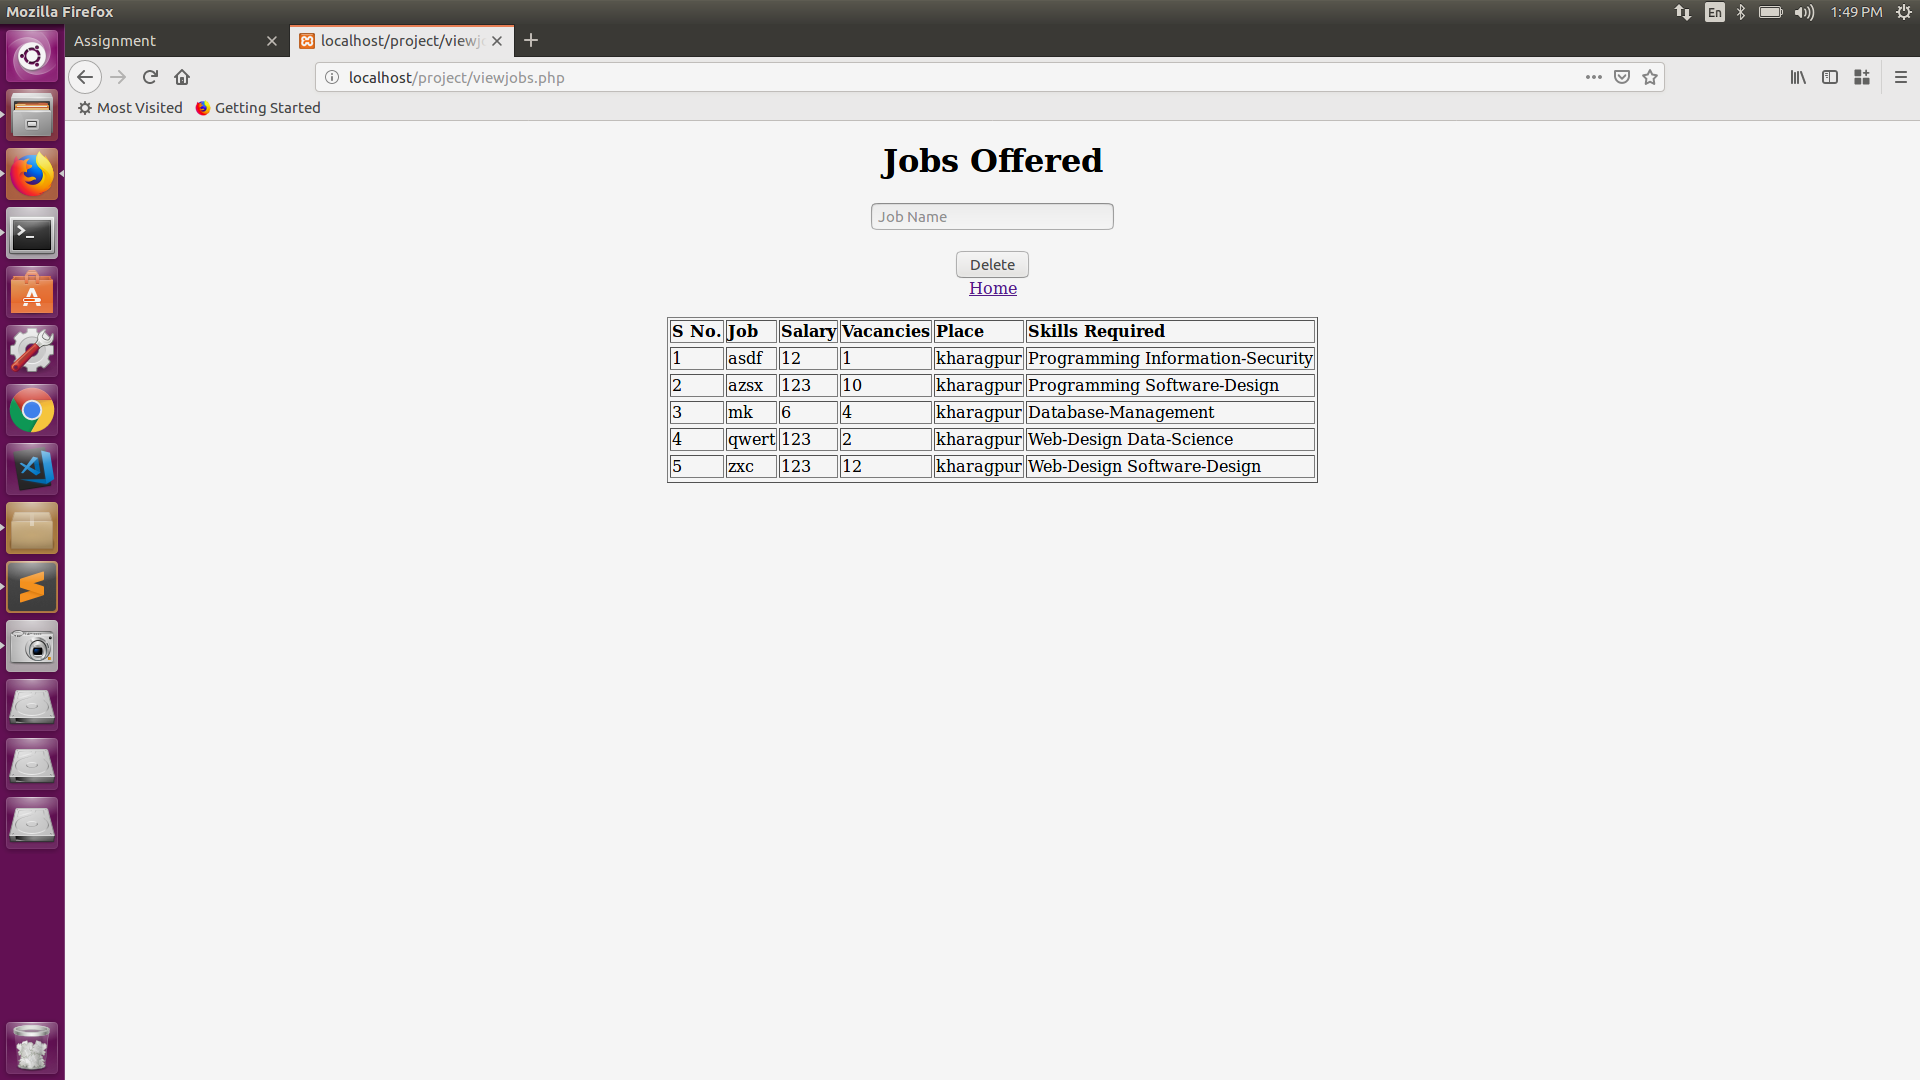 Mozilla Firefox
En
1:49 PM
Assignment
localhost/project/viewj
localhost/project/viewjobs.php
Most Visited
Getting Started
Jobs Offered
Job Name
Delete
Home
S No. Job Salary Vacancies Place Skills Required
1 asdf 12 1 kharagpur Programming Information-Security
2 azsx 123 10 kharagpur Programming Software-Design
3 mk 6 4 kharagpur Database-Management
4 qwert 123 2 kharagpur Web-Design Data-Science
5 zxc 123 12 kharagpur Web-Design Software-Design